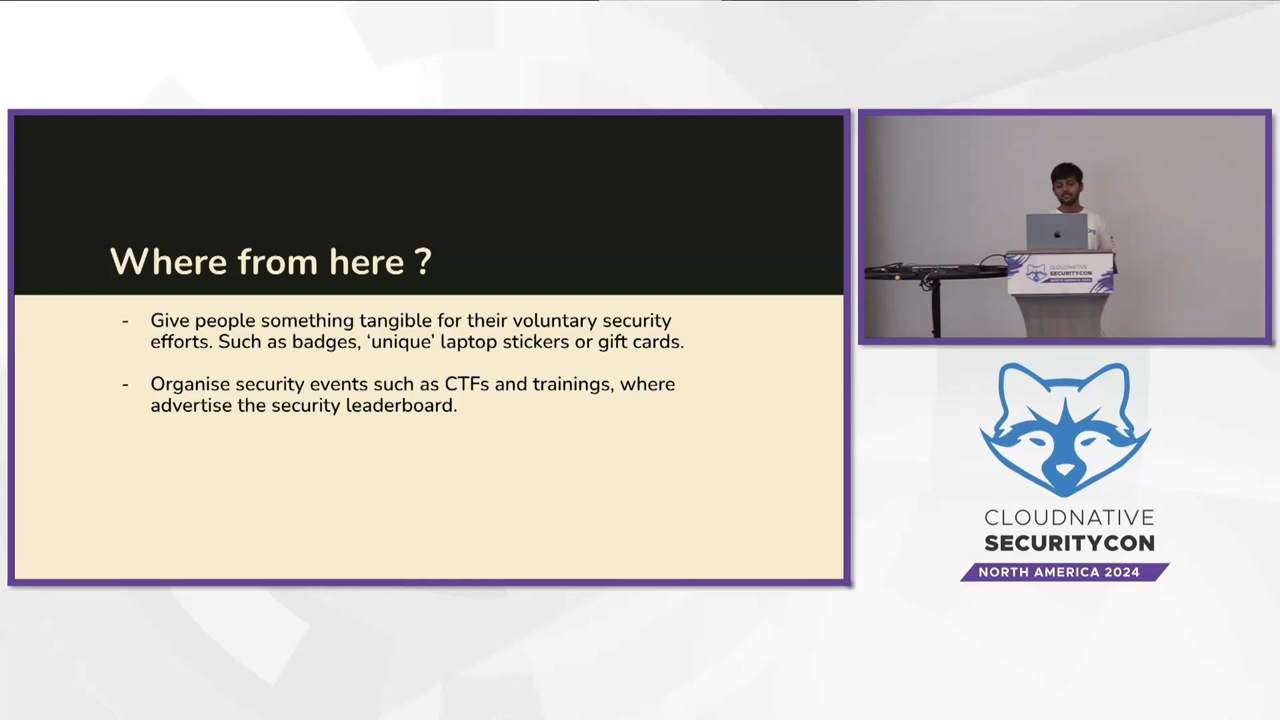 Where from here ?
- Give people something tangible for their voluntary security
efforts. Such as badges, ‘unique’ laptop stickers or gift cards.
- Organise security events such as CTFs and trainings, where
advertise the security leaderboard.
CLOUDNATIVE
SECURITYCON
CLOUDNATIVE
SECURITYCON
NORTH AMERICA 2024